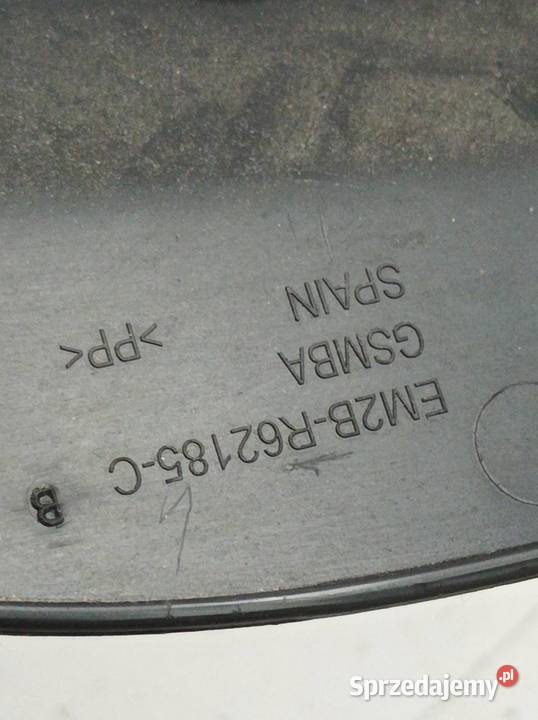 EM2B-R62185-C
GSMBA
SPAIN
>PP<
B
Sprzedajemy.pl